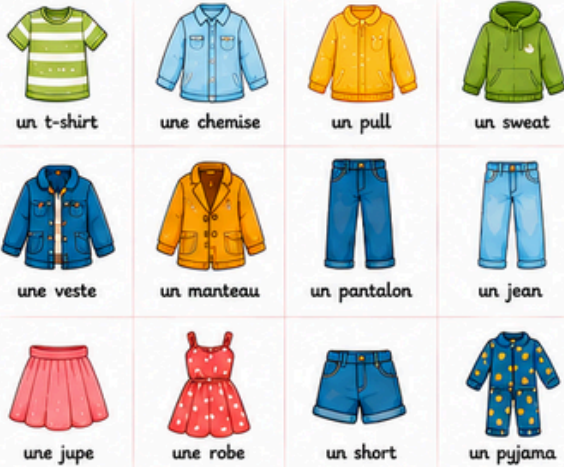 un t-shirt
une chemise
un pull
un sweat
une veste
un manteau
un pantalon
un jean
une jupe
une robe
un short
un pyjama